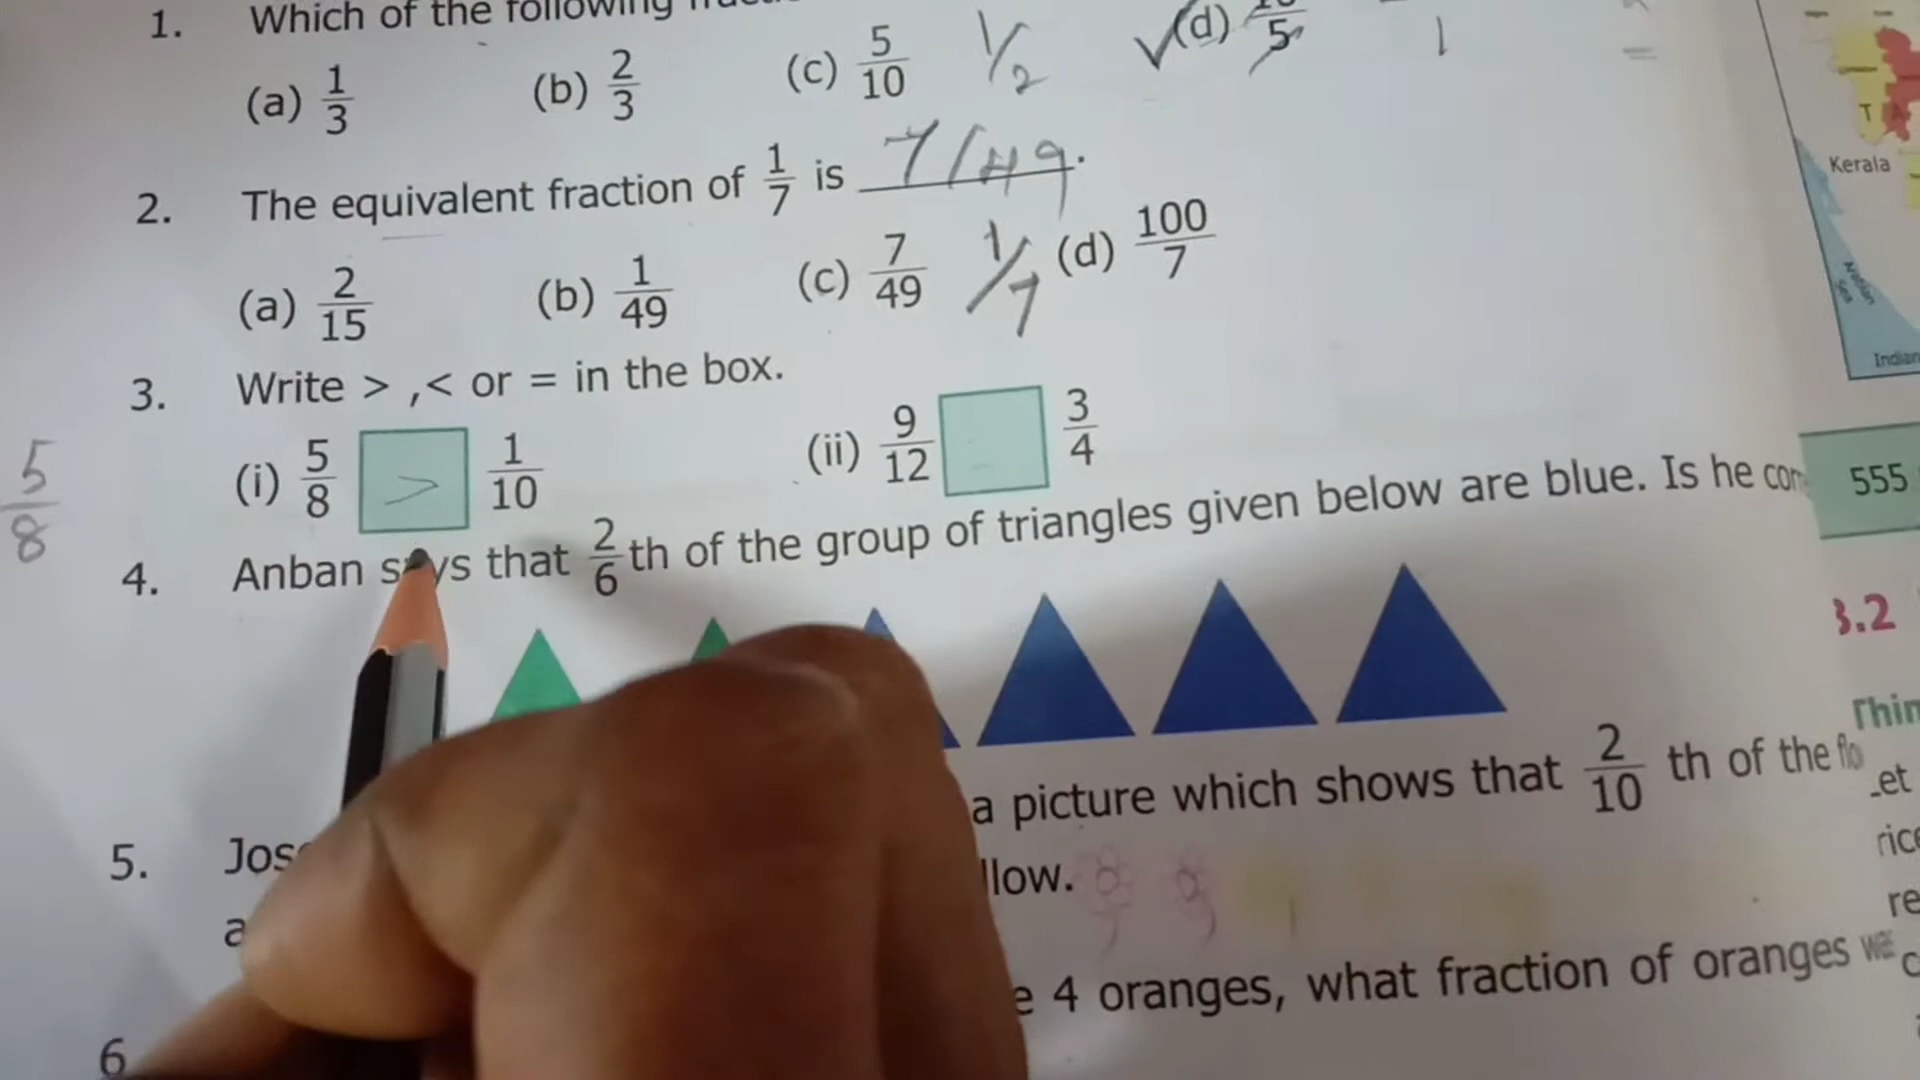 1. Which of the following
(a) 1/3 (b) 2/3 (c) 5/10 1/2 (d) 5 1
2. The equivalent fraction of 1/7 is 7/49.
(a) 2/15 (b) 1/49 (c) 7/49 1/7 (d) 100/7
3. Write > ,< or = in the box.
5/8
(i) 5/8 > 1/10 (ii) 9/12 3/4
4. Anban says that 2/6 th of the group of triangles given below are blue. Is he
5. a picture which shows that 2/10 th of the
6
4 oranges, what fraction of oranges
T
Kerala
Indian
555
3.2